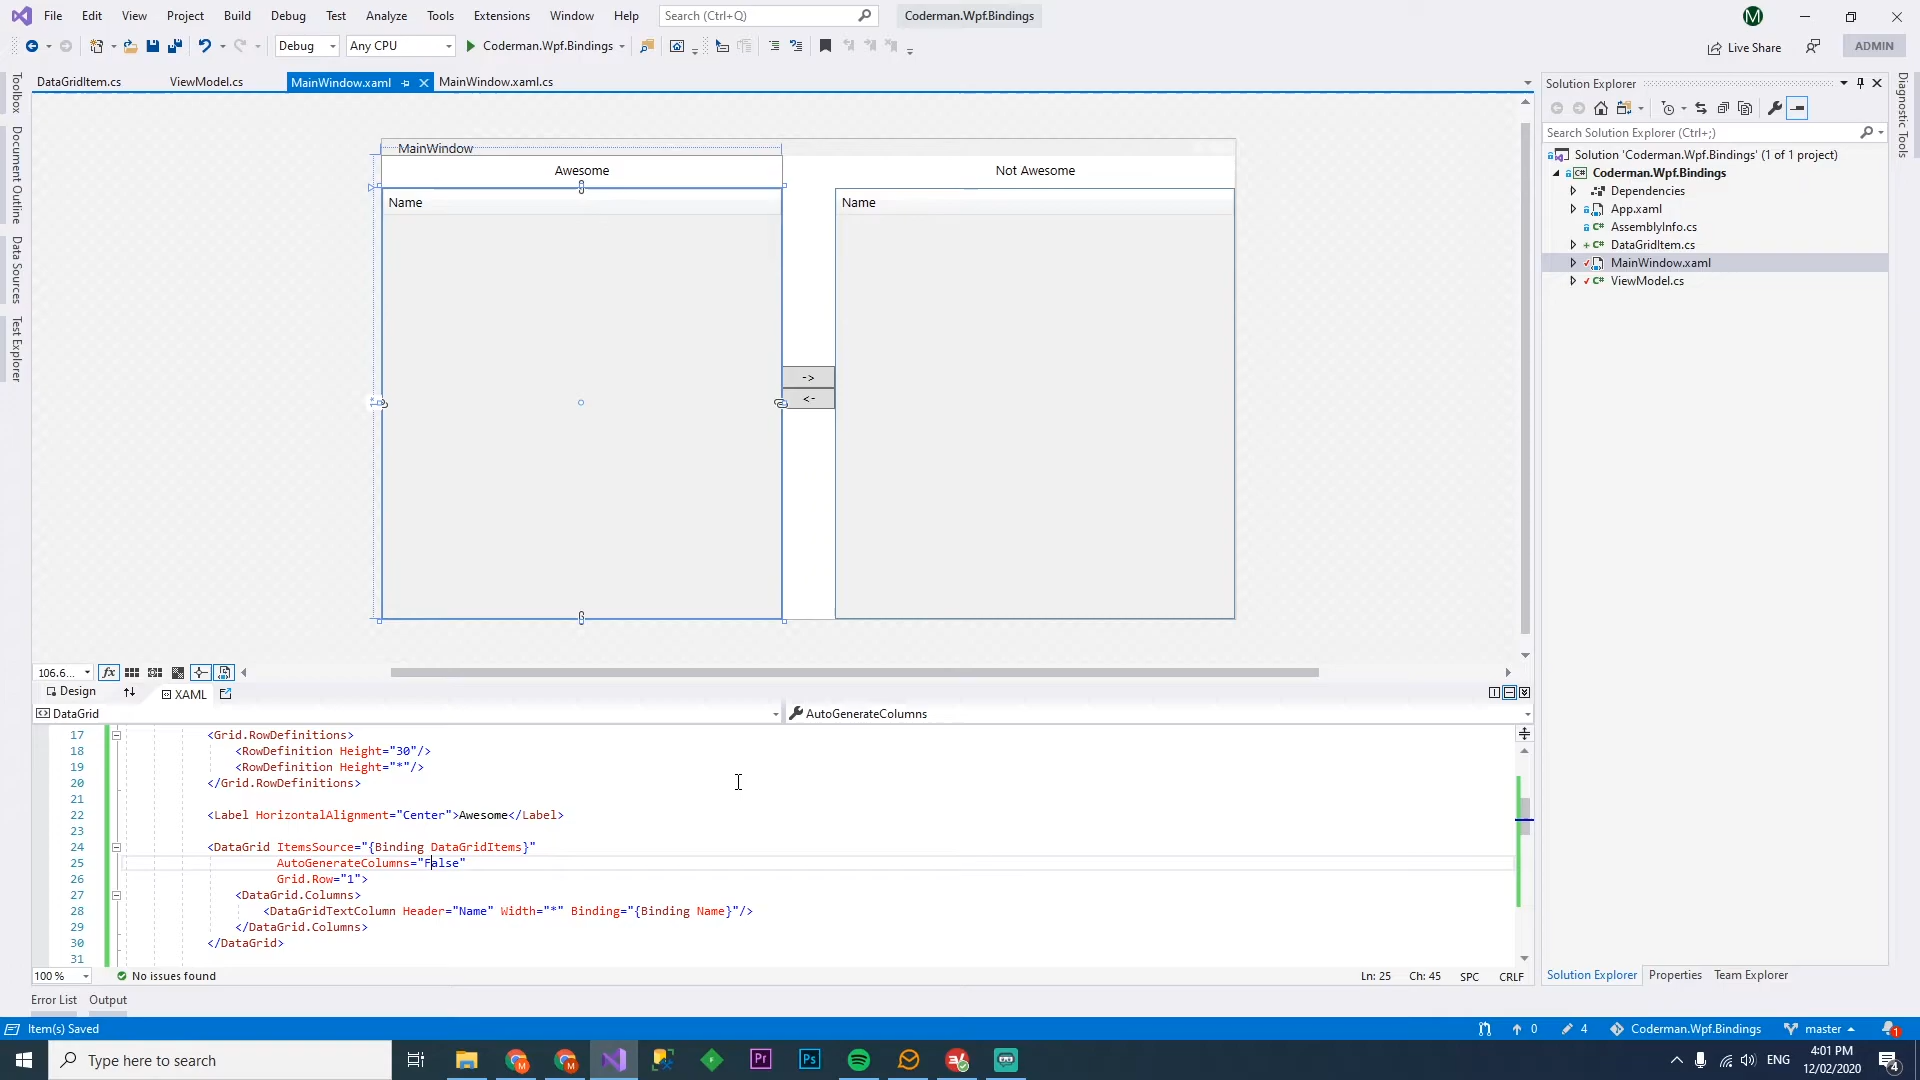 File Edit View Project Build Debug Test Analyze Tools Extensions Window Help Search (Ctrl+Q) Coderman.Wpf.Bindings M
Debug Any CPU Coderman.Wpf.Bindings Live Share ADMIN
Toolbox
Document Outline
Data Sources
Test Explorer
DataGridItem.cs ViewModel.cs MainWindow.xaml MainWindow.xaml.cs
MainWindow
Awesome Not Awesome
Name Name
->
<-
Solution Explorer
Search Solution Explorer (Ctrl+;)
Solution 'Coderman.Wpf.Bindings' (1 of 1 project)
Coderman.Wpf.Bindings
Dependencies
App.xaml
AssemblyInfo.cs
DataGridItem.cs
MainWindow.xaml
ViewModel.cs
Diagnostic Tools
106.6... fx
Design XAML
DataGrid AutoGenerateColumns
17 <Grid.RowDefinitions>
18 <RowDefinition Height="30"/>
19 <RowDefinition Height="*"/>
20 </Grid.RowDefinitions>
21
22 <Label HorizontalAlignment="Center">Awesome</Label>
23
24 <DataGrid ItemsSource="{Binding DataGridItems}"
25 AutoGenerateColumns="False"
26 Grid.Row="1">
27 <DataGrid.Columns>
28 <DataGridTextColumn Header="Name" Width="*" Binding="{Binding Name}"/>
29 </DataGrid.Columns>
30 </DataGrid>
31
100 % No issues found Ln: 25 Ch: 45 SPC CRLF
Solution Explorer Properties Team Explorer
Error List Output
Item(s) Saved 0 4 Coderman.Wpf.Bindings master 1
Type here to search Pr Ps ENG 4:01 PM
12/02/2020 4